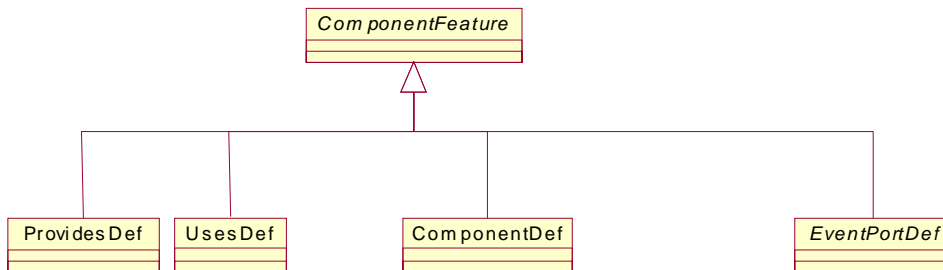 ComponentFeature
ProvidesDef
UsesDef
ComponentDef
EventPortDef